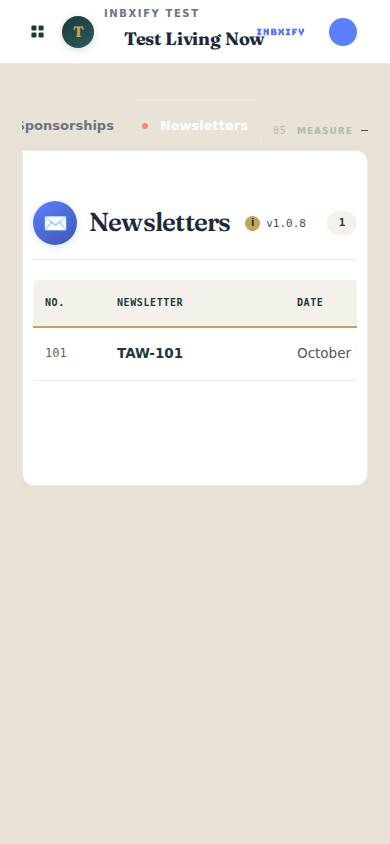 INBXIFY TEST
T
Test Living Now
INBXIFY
Sponsorships
Newsletters
05 MEASURE
Newsletters
i
v1.0.8
1
NO. NEWSLETTER DATE
101 TAW-101 October